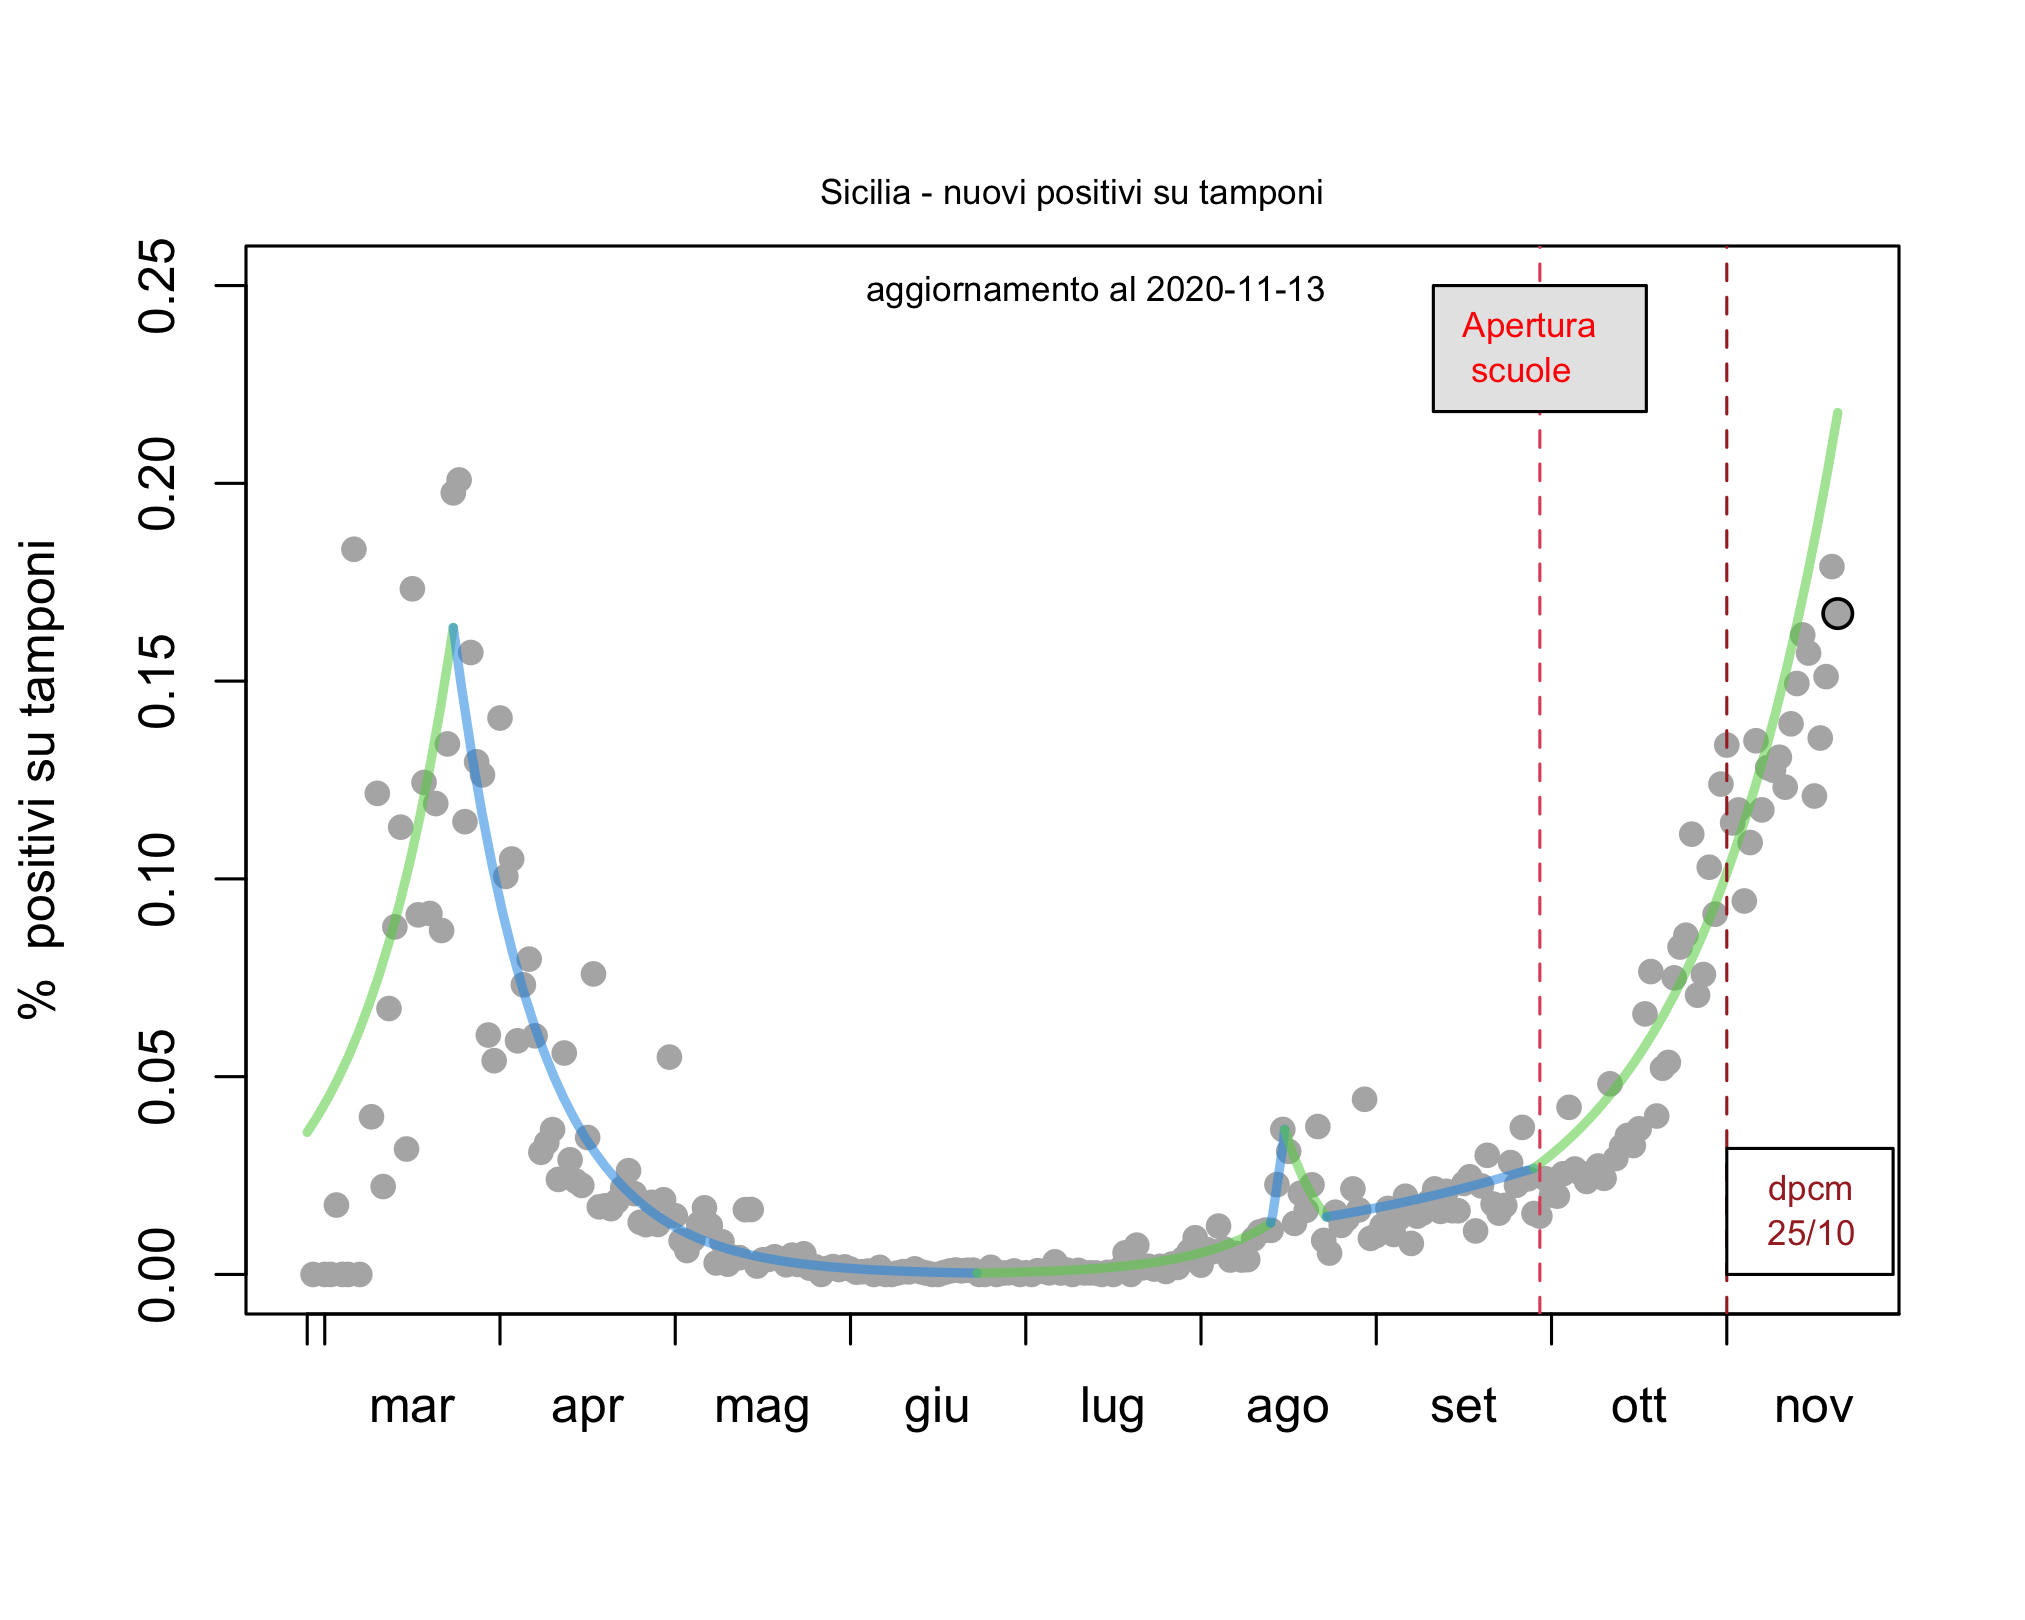 Sicilia - nuovi positivi su tamponi
aggiornamento al 2020-11-13
Apertura
scuole
% positivi su tamponi
0.25
0.20
0.15
0.10
0.05
0.00
dpcm
25/10
mar apr mag giu lug ago set ott nov